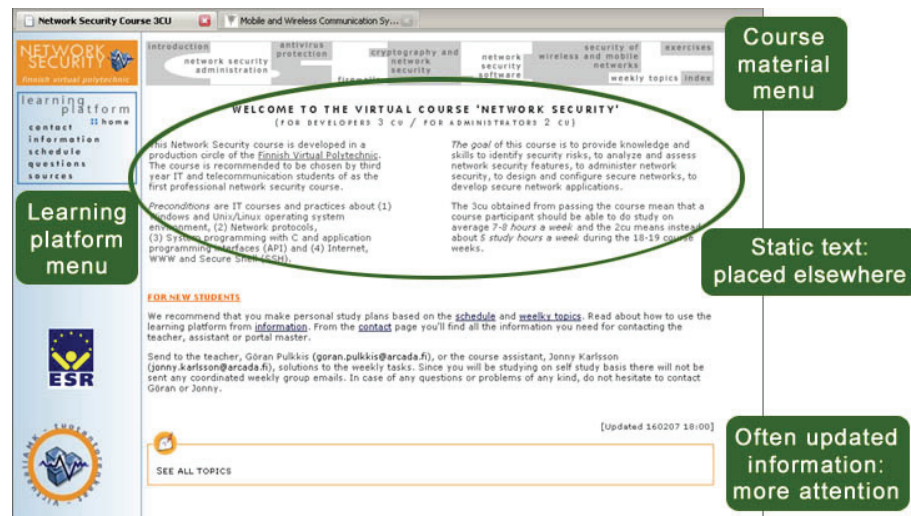 Network Security Course 3CU
Mobile and Wireless Communication Sy...
NETWORK
SECURITY
finnish virtual polytechnic
introduction
antivirus
protection
network security
administration
cryptography and
network
security
network
security
software
security of
wireless and mobile
networks
exercises
weekly topics
index
learning
platform
home
contact
information
schedule
questions
sources
WELCOME TO THE VIRTUAL COURSE 'NETWORK SECURITY'
(FOR DEVELOPERS 3 CU / FOR ADMINISTRATORS 2 CU)
This Network Security course is developed in a
production circle of the Finnish Virtual Polytechnic.
The course is recommended to be chosen by third
year IT and telecommunication students of as the
first professional network security course.
Preconditions are IT courses and practices about (1)
Windows and Unix/Linux operating system
environment, (2) Network protocols,
(3) System programming with C and application
programming interfaces (API) and (4) Internet,
WWW and Secure Shell (SSH).
The goal of this course is to provide knowledge and
skills to identify security risks, to analyze and assess
network security features, to administer network
security, to design and configure secure networks, to
develop secure network applications.
The 3cu obtained from passing the course mean that a
course participant should be able to do study on
average 7-8 hours a week and the 2cu means instead
about 5 study hours a week during the 18-19 course
weeks.
FOR NEW STUDENTS
We recommend that you make personal study plans based on the schedule and weelky topics. Read about how to use the
learning platform from information. From the contact page you'll find all the information you need for contacting the
teacher, assistant or portal master.
Send to the teacher, Göran Pulkkis (goran.pulkkis@arcada.fi), or the course assistant, Jonny Karlsson
(jonny.karlsson@arcada.fi), solutions to the weekly tasks. Since you will be studying on self study basis there will not be
sent any coordinated weekly group emails. In case of any questions or problems of any kind, do not hesitate to contact
Göran or Jonny.
[Updated 160207 18:00]
SEE ALL TOPICS
ESR
Course
material
menu
Learning
platform
menu
Static text:
placed elsewhere
Often updated
information:
more attention